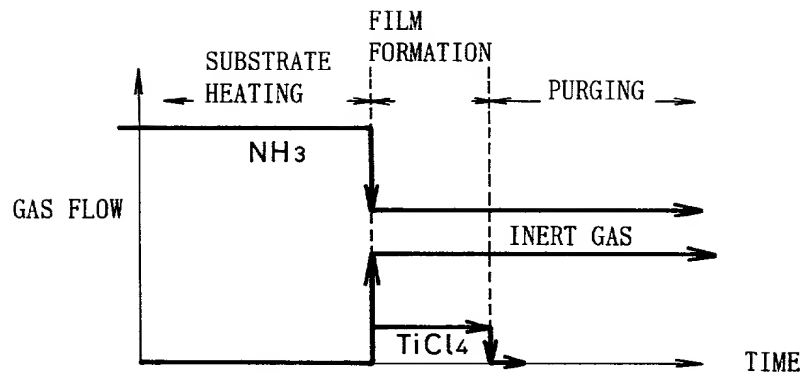 FILM
FORMATION
SUBSTRATE
HEATING
PURGING
NH3
GAS FLOW
INERT GAS
TiCl4
TIME